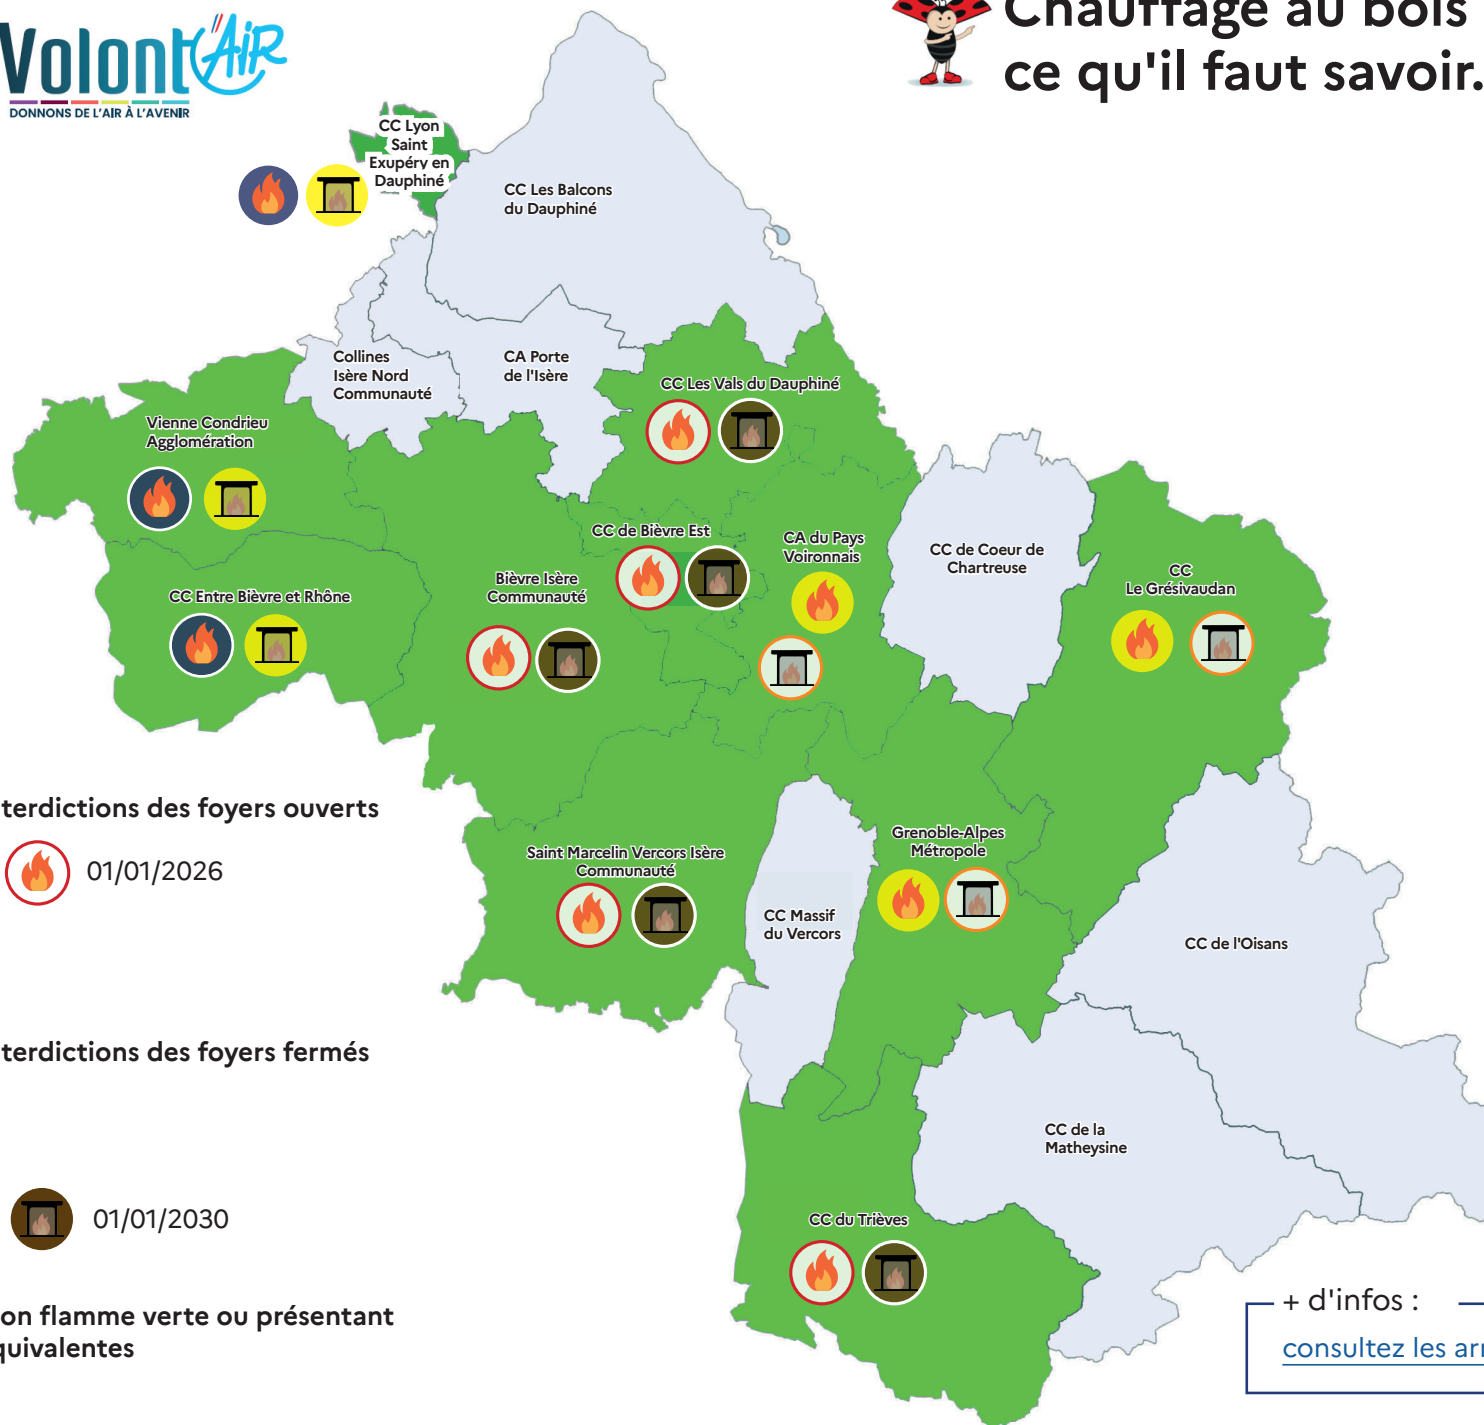 Volont'AiR
DONNONS DE L'AIR À L'AVENIR
Chauffage au bois
ce qu'il faut savoir.
CC Lyon
Saint
Exupéry en
Dauphiné
CC Les Balcons
du Dauphiné
Collines
Isère Nord
Communauté
CA Porte
de l'Isère
CC Les Vals du Dauphiné
Vienne Condrieu
Agglomération
CC de Bièvre Est
CA du Pays
Voironnais
CC de Coeur de
Chartreuse
CC
Le Grésivaudan
Bièvre Isère
Communauté
CC Entre Bièvre et Rhône
terdictions des foyers ouverts
01/01/2026
Saint Marcelin Vercors Isère
Communauté
Grenoble-Alpes
Métropole
CC Massif
du Vercors
CC de l'Oisans
terdictions des foyers fermés
CC de la
Matheysine
01/01/2030
CC du Trièves
on flamme verte ou présentant
quivalentes
+ d'infos :
consultez les arr